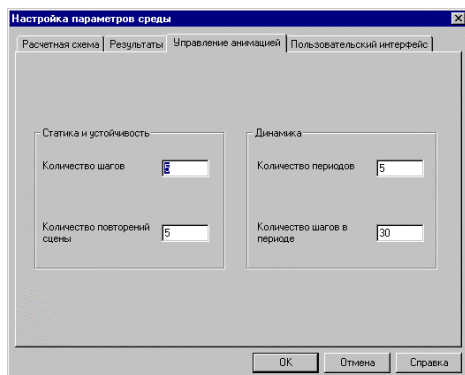 Настройка параметров среды
Расчетная схема Результаты Управление анимацией Пользовательский интерфейс
Статика и устойчивость
Количество шагов 5
Количество повторений сцены 5
Динамика
Количество периодов 5
Количество шагов в периоде 30
OK Отмена Справка